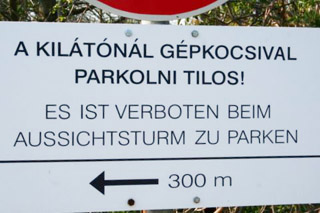 A KILÁTÓNÁL GÉPKOCSIVAL
PARKOLNI TILOS!
ES IST VERBOTEN BEIM
AUSSICHTSTURM ZU PARKEN
300 m